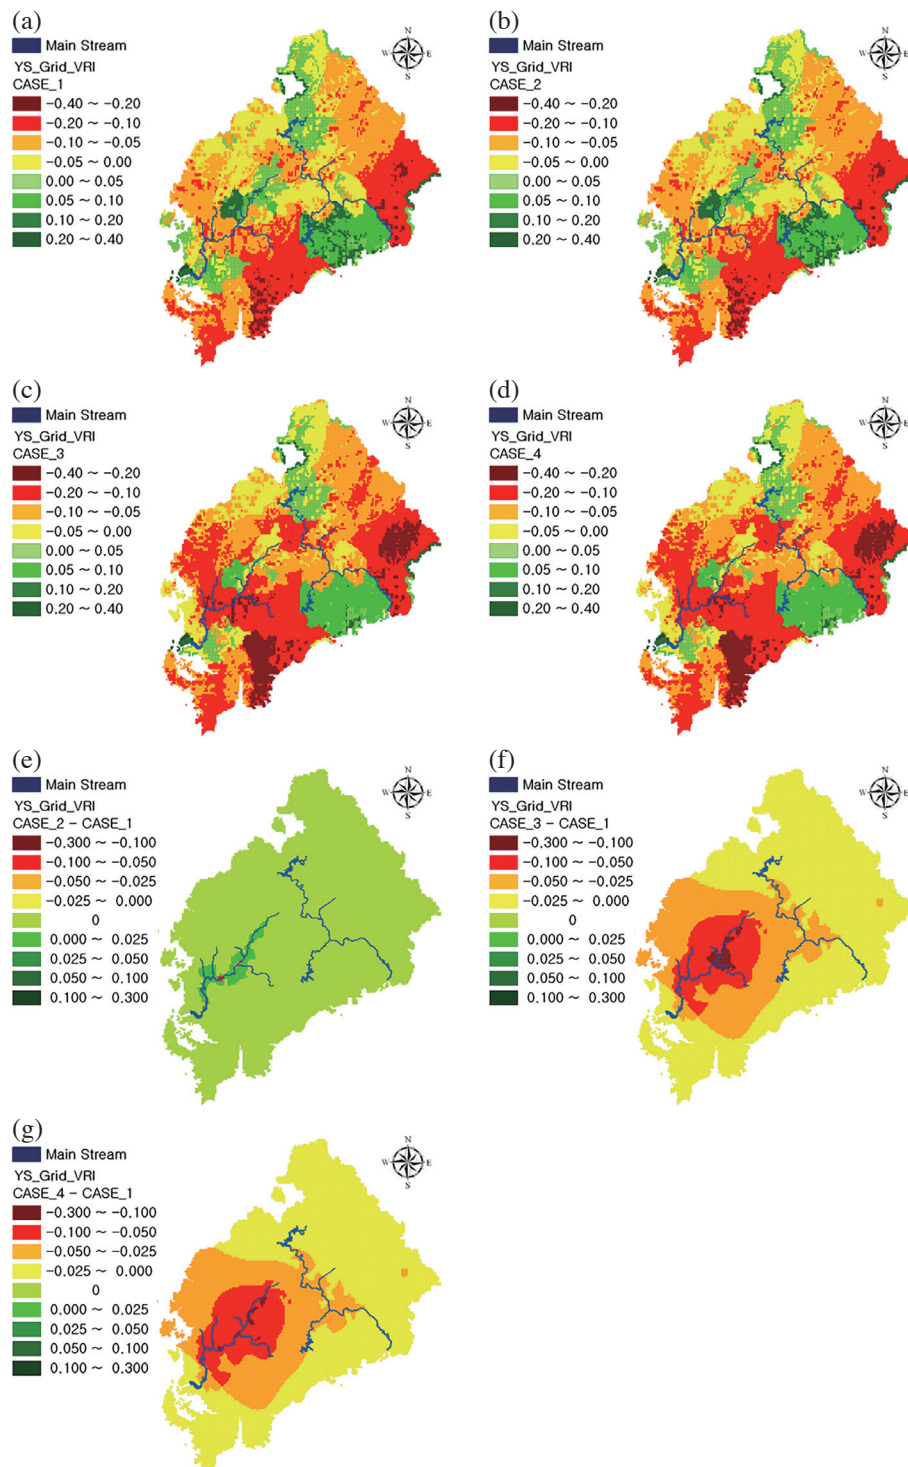 (a)
Main Stream
YS_Grid_VRI
CASE_1
-0.40 ~ -0.20
-0.20 ~ -0.10
-0.10 ~ -0.05
-0.05 ~ 0.00
0.00 ~ 0.05
0.05 ~ 0.10
0.10 ~ 0.20
0.20 ~ 0.40
N
W E
S
(b)
Main Stream
YS_Grid_VRI
CASE_2
-0.40 ~ -0.20
-0.20 ~ -0.10
-0.10 ~ -0.05
-0.05 ~ 0.00
0.00 ~ 0.05
0.05 ~ 0.10
0.10 ~ 0.20
0.20 ~ 0.40
N
W E
S
(c)
Main Stream
YS_Grid_VRI
CASE_3
-0.40 ~ -0.20
-0.20 ~ -0.10
-0.10 ~ -0.05
-0.05 ~ 0.00
0.00 ~ 0.05
0.05 ~ 0.10
0.10 ~ 0.20
0.20 ~ 0.40
N
W E
S
(d)
Main Stream
YS_Grid_VRI
CASE_4
-0.40 ~ -0.20
-0.20 ~ -0.10
-0.10 ~ -0.05
-0.05 ~ 0.00
0.00 ~ 0.05
0.05 ~ 0.10
0.10 ~ 0.20
0.20 ~ 0.40
N
W E
S
(e)
Main Stream
YS_Grid_VRI
CASE_2 - CASE_1
-0.300 ~ -0.100
-0.100 ~ -0.050
-0.050 ~ -0.025
-0.025 ~ 0.000
0
0.000 ~ 0.025
0.025 ~ 0.050
0.050 ~ 0.100
0.100 ~ 0.300
N
W E
S
(f)
Main Stream
YS_Grid_VRI
CASE_3 - CASE_1
-0.300 ~ -0.100
-0.100 ~ -0.050
-0.050 ~ -0.025
-0.025 ~ 0.000
0
0.000 ~ 0.025
0.025 ~ 0.050
0.050 ~ 0.100
0.100 ~ 0.300
N
W E
S
(g)
Main Stream
YS_Grid_VRI
CASE_4 - CASE_1
-0.300 ~ -0.100
-0.100 ~ -0.050
-0.050 ~ -0.025
-0.025 ~ 0.000
0
0.000 ~ 0.025
0.025 ~ 0.050
0.050 ~ 0.100
0.100 ~ 0.300
N
W E
S